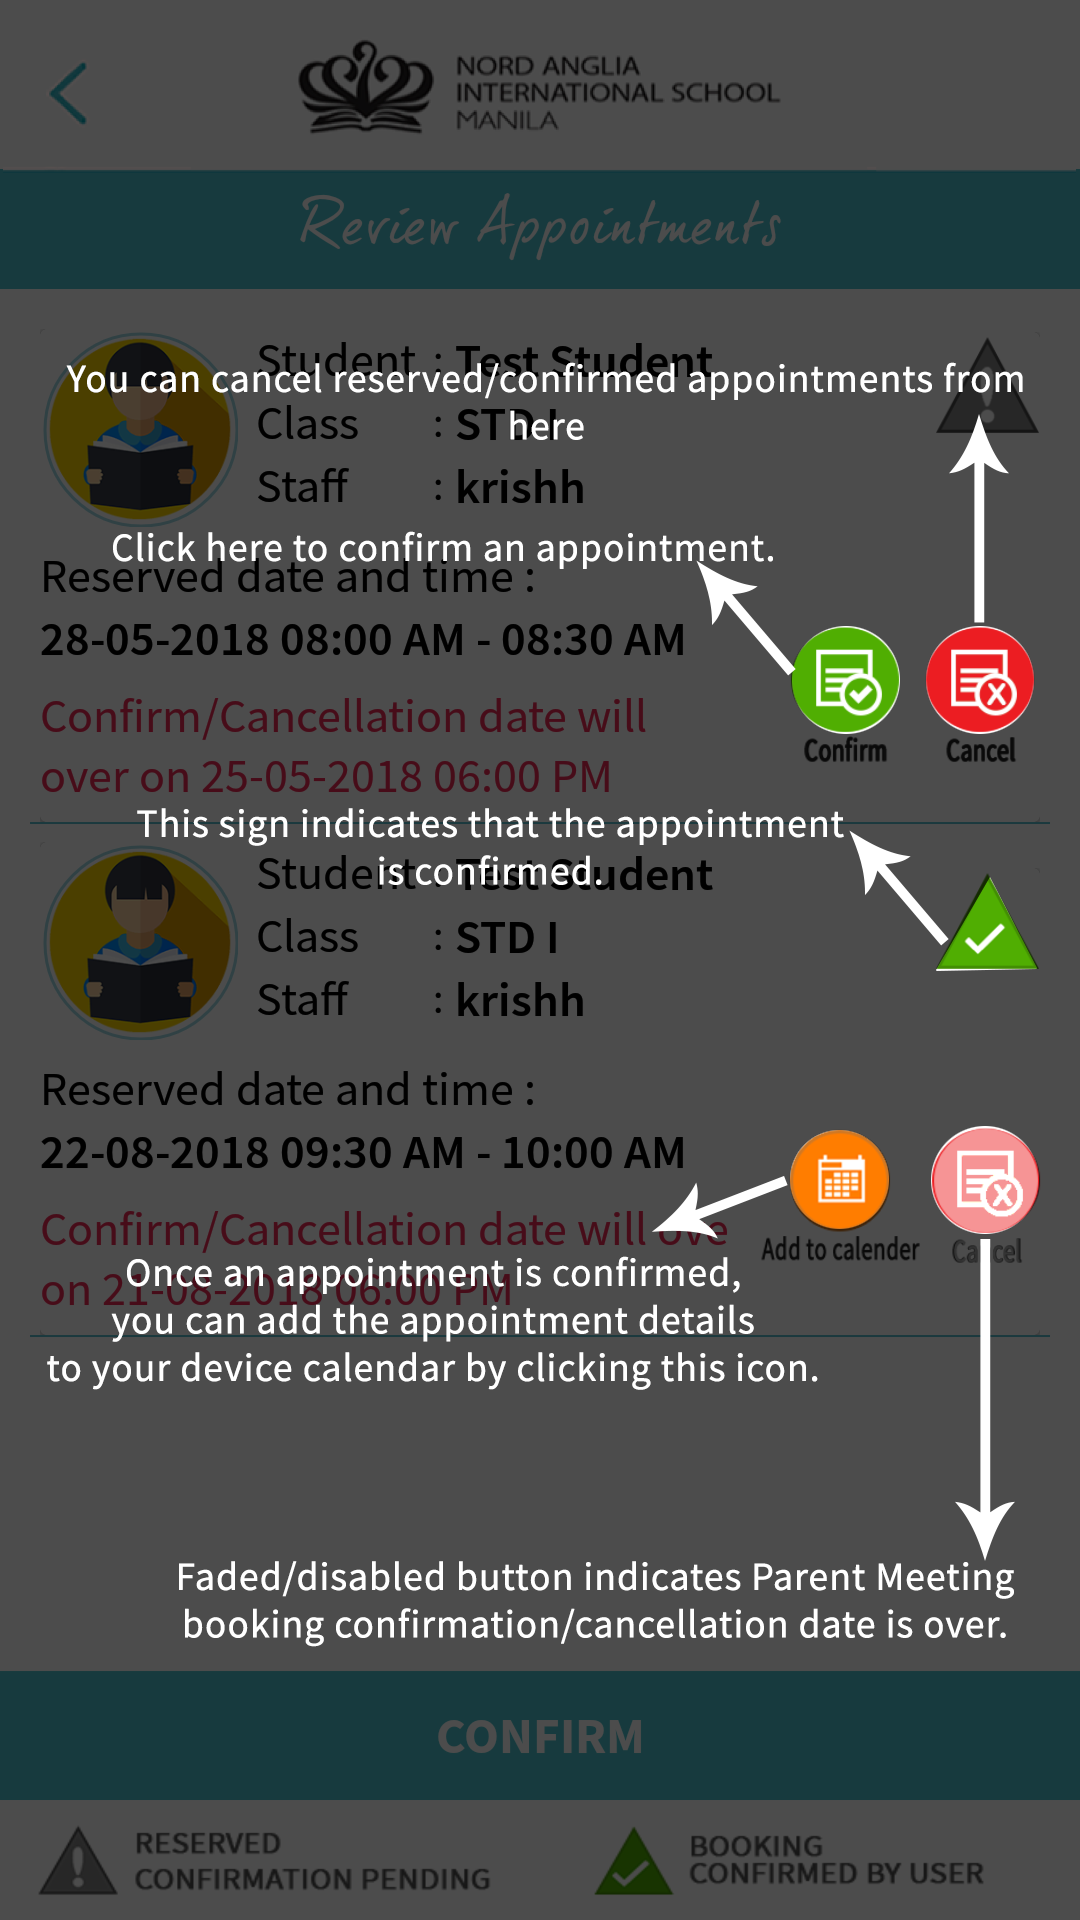 NORD ANGLIA
INTERNATIONAL SCHOOL
MANILA
Review Appointments
Student : Test Student
You can cancel reserved/confirmed appointments from
here
Class : STD I
Staff : krishh
Click here to confirm an appointment.
Reserved date and time :
28-05-2018 08:00 AM - 08:30 AM
Confirm/Cancellation date will
over on 25-05-2018 06:00 PM
Confirm
Cancel
This sign indicates that the appointment
is confirmed.
Student : Test Student
Class : STD I
Staff : krishh
Reserved date and time :
22-08-2018 09:30 AM - 10:00 AM
Confirm/Cancellation date will ove
on 21-08-2018 06:00 PM
Add to calender
Cancel
Once an appointment is confirmed,
you can add the appointment details
to your device calendar by clicking this icon.
Faded/disabled button indicates Parent Meeting
booking confirmation/cancellation date is over.
CONFIRM
RESERVED
CONFIRMATION PENDING
BOOKING
CONFIRMED BY USER